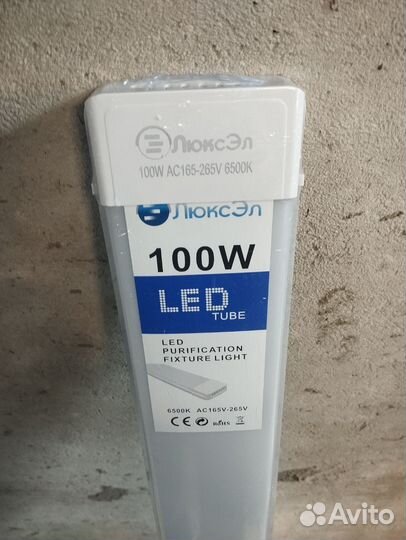 ЛюксЭл
100W AC165-265V 6500K
ЛюксЭл
100W
LED
TUBE
LED
PURIFICATION
FIXTURE LIGHT
6500K AC165V-265V
CE RoHS
Avito